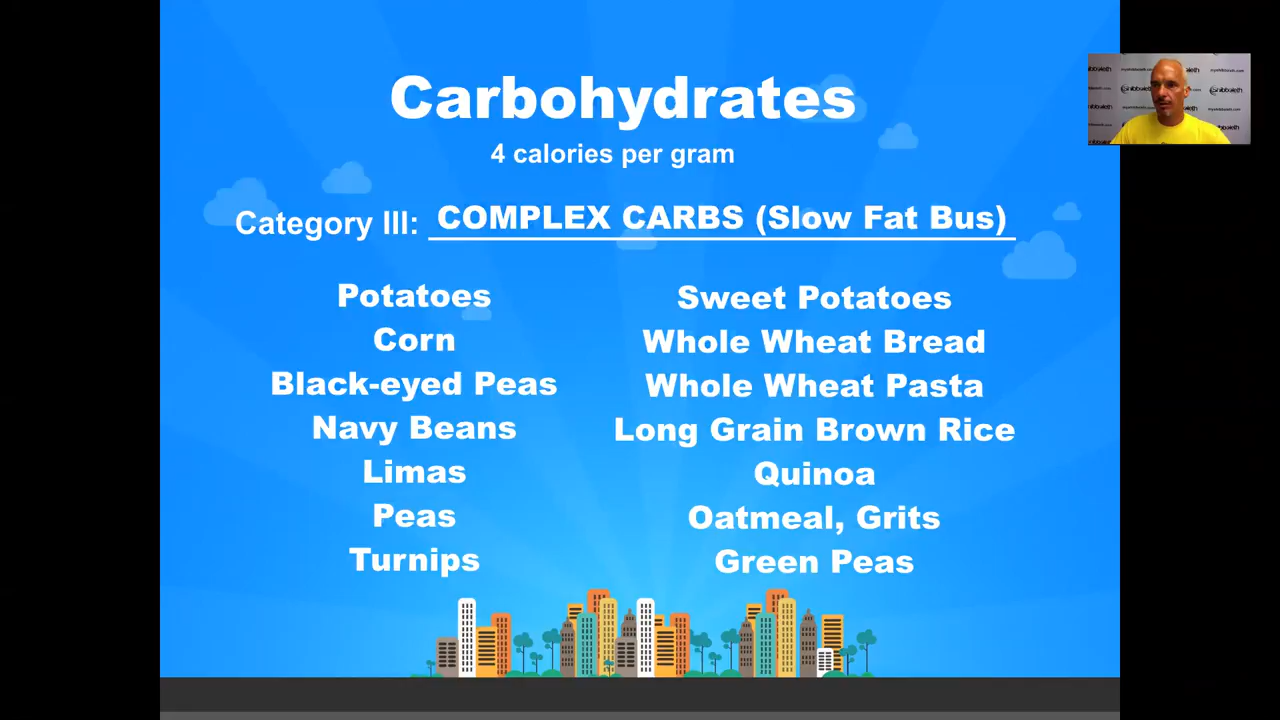 Carbohydrates
4 calories per gram
Category III: COMPLEX CARBS (Slow Fat Bus)
Potatoes
Corn
Black-eyed Peas
Navy Beans
Limas
Peas
Turnips
Sweet Potatoes
Whole Wheat Bread
Whole Wheat Pasta
Long Grain Brown Rice
Quinoa
Oatmeal, Grits
Green Peas